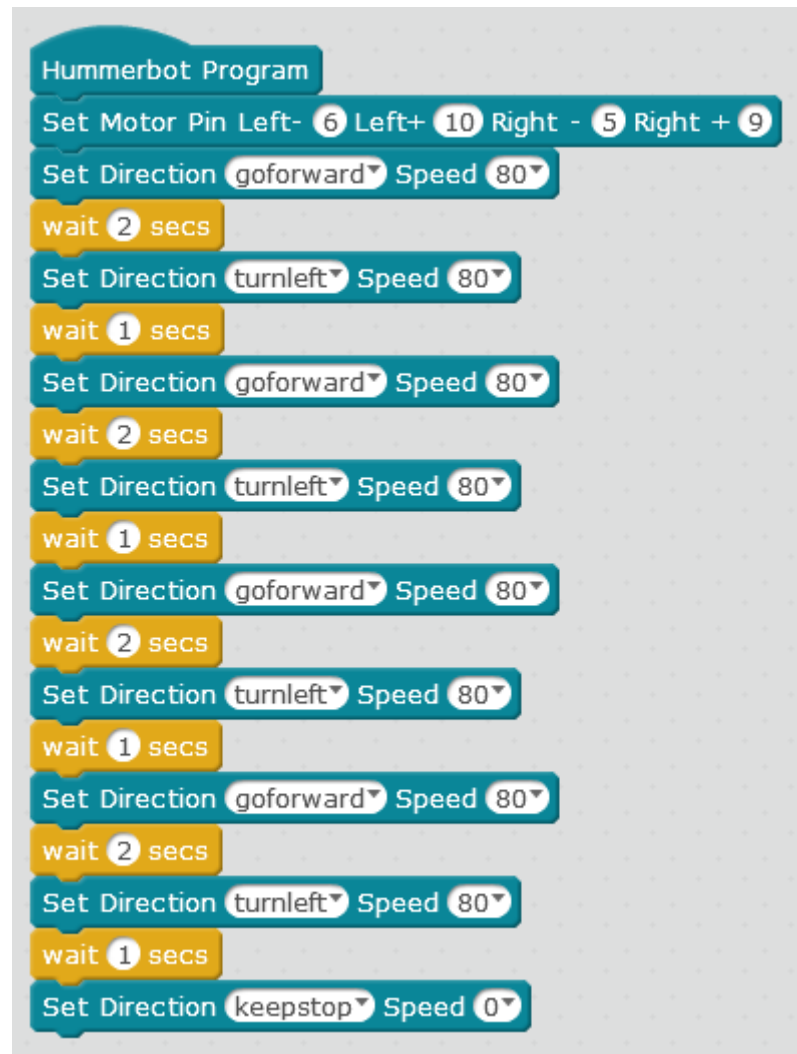 Hummerbot Program
Set Motor Pin Left- 6 Left+ 10 Right - 5 Right + 9
Set Direction goforward Speed 80
wait 2 secs
Set Direction turnleft Speed 80
wait 1 secs
Set Direction goforward Speed 80
wait 2 secs
Set Direction turnleft Speed 80
wait 1 secs
Set Direction goforward Speed 80
wait 2 secs
Set Direction turnleft Speed 80
wait 1 secs
Set Direction goforward Speed 80
wait 2 secs
Set Direction turnleft Speed 80
wait 1 secs
Set Direction keepstop Speed 0